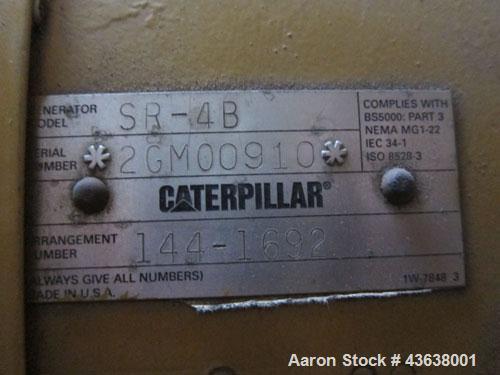 GENERATOR
MODEL SR-4B
SERIAL
NUMBER *2GM00910*
COMPLIES WITH
BS5000: PART 3
NEMA MG1-22
IEC 34-1
ISO 8528-3
CATERPILLAR®
ARRANGEMENT
NUMBER 144-1692
(ALWAYS GIVE ALL NUMBERS)
MADE IN U.S.A.
1W-7848 3
Aaron Stock # 43638001